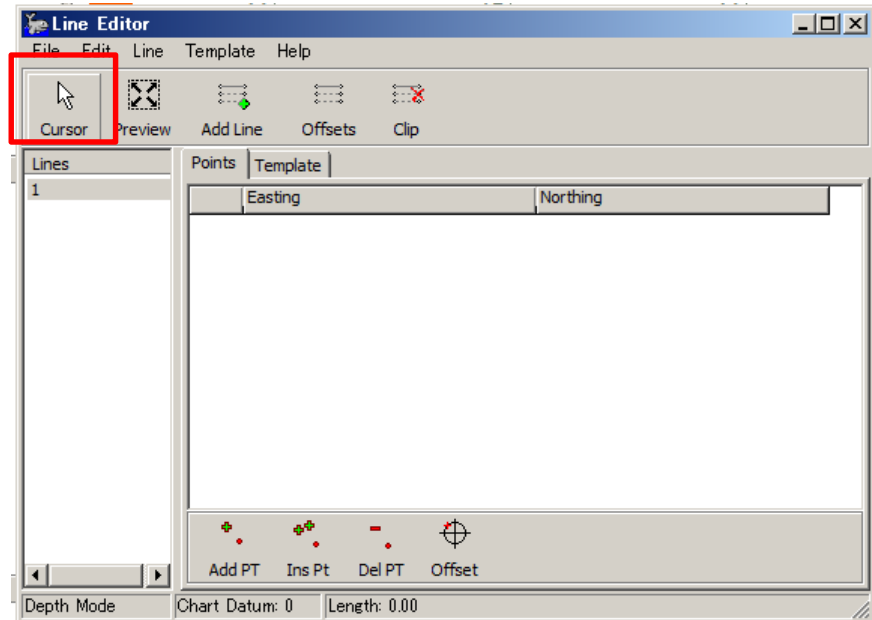 Line Editor
File Edit Line Template Help
Cursor Preview Add Line Offsets Clip
Lines
1
Points Template
Easting Northing
Add PT Ins Pt Del PT Offset
Depth Mode Chart Datum: 0 Length: 0.00